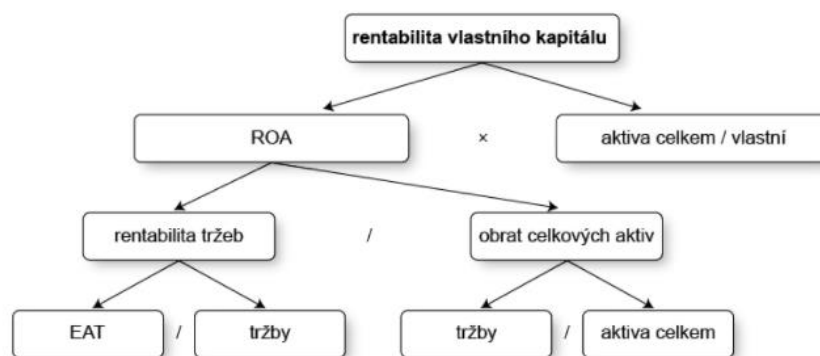 rentabilita vlastního kapitálu
ROA × aktiva celkem / vlastní
rentabilita tržeb / obrat celkových aktiv
EAT / tržby tržby / aktiva celkem